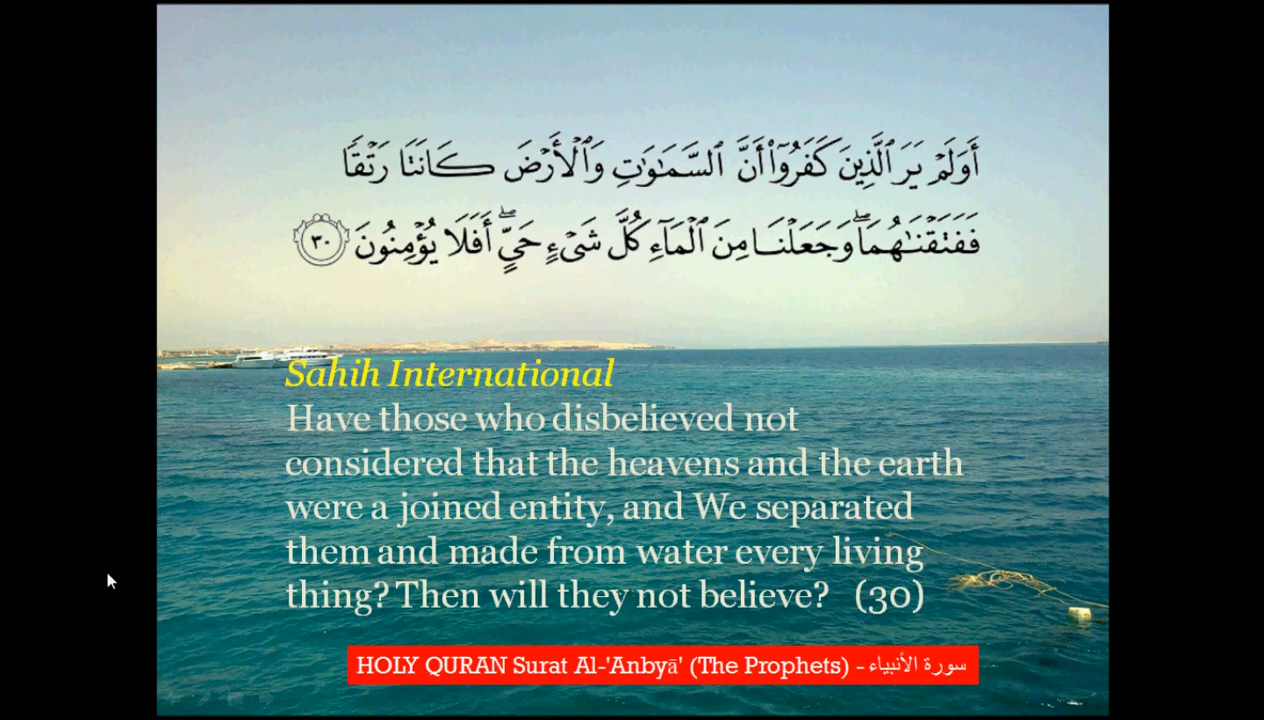 أَوَلَمْ يَرَ ٱلَّذِينَ كَفَرُوٓا۟ أَنَّ ٱلسَّمَٰوَٰتِ وَٱلْأَرْضَ كَانَتَا رَتْقًا
فَفَتَقْنَٰهُمَا ۖ وَجَعَلْنَا مِنَ ٱلْمَآءِ كُلَّ شَىْءٍ حَىٍّ ۖ أَفَلَا يُؤْمِنُونَ ٣٠
Sahih International
Have those who disbelieved not
considered that the heavens and the earth
were a joined entity, and We separated
them and made from water every living
thing? Then will they not believe? (30)
HOLY QURAN Surat Al-'Anbyā' (The Prophets) - سورة الأنبياء